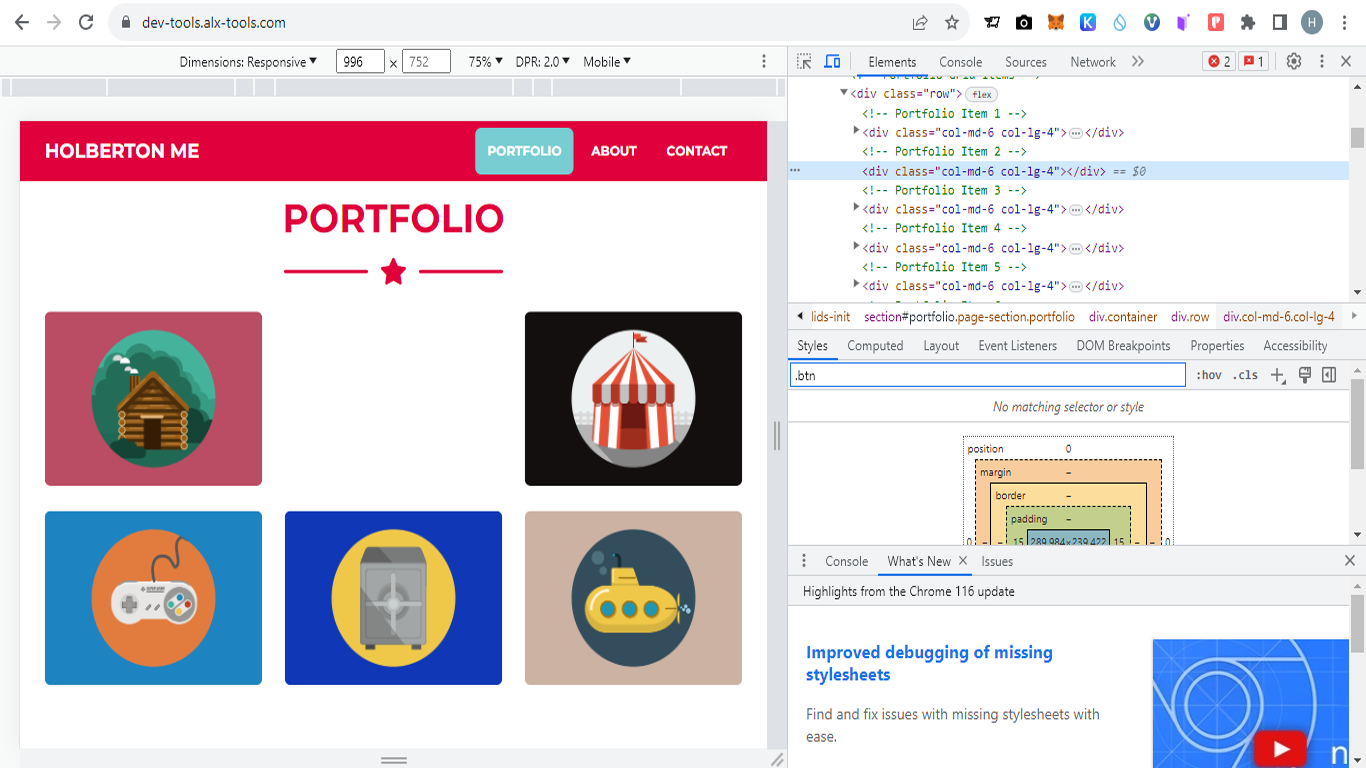 dev-tools.alx-tools.com
H
Dimensions: Responsive
996 x 752
75%
DPR: 2.0
Mobile
Elements
Console
Sources
Network
2
1
HOLBERTON ME
PORTFOLIO
ABOUT
CONTACT
PORTFOLIO
<!-- Portfolio Grid Items-->
<div class="row"> flex
<!-- Portfolio Item 1 -->
<div class="col-md-6 col-lg-4">…</div>
<!-- Portfolio Item 2 -->
… <div class="col-md-6 col-lg-4"></div> == $0
<!-- Portfolio Item 3 -->
<div class="col-md-6 col-lg-4">…</div>
<!-- Portfolio Item 4 -->
<div class="col-md-6 col-lg-4">…</div>
<!-- Portfolio Item 5 -->
<div class="col-md-6 col-lg-4">…</div>
lids-init section#portfolio.page-section.portfolio div.container div.row div.col-md-6.col-lg-4
Styles Computed Layout Event Listeners DOM Breakpoints Properties Accessibility
.btn
:hov .cls
No matching selector or style
position 0
margin –
border –
padding –
0 – – 15 289.984×239.422 15 – – 0
Console
What's New
Issues
Highlights from the Chrome 116 update
Improved debugging of missing
stylesheets
Find and fix issues with missing stylesheets with
ease.
n